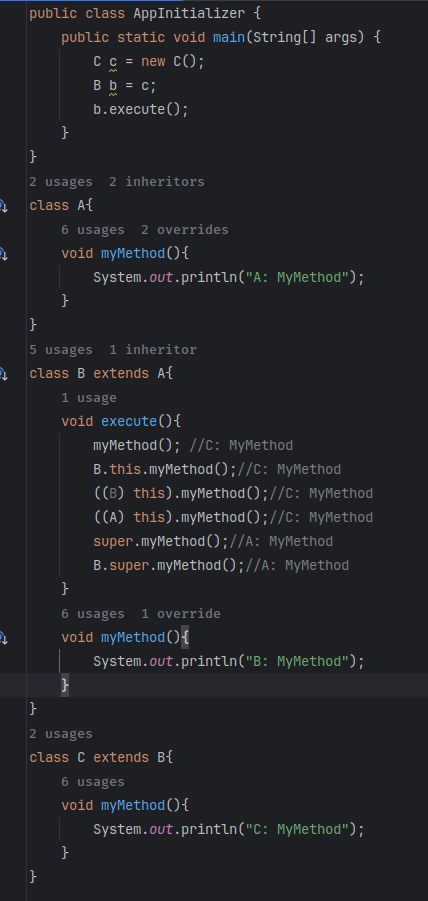 public class AppInitializer {
    public static void main(String[] args) {
        C c = new C();
        B b = c;
        b.execute();
    }
}
2 usages  2 inheritors
class A{
    6 usages  2 overrides
    void myMethod(){
        System.out.println("A: MyMethod");
    }
}
5 usages  1 inheritor
class B extends A{
    1 usage
    void execute(){
        myMethod(); //C: MyMethod
        B.this.myMethod();//C: MyMethod
        ((B) this).myMethod();//C: MyMethod
        ((A) this).myMethod();//C: MyMethod
        super.myMethod();//A: MyMethod
        B.super.myMethod();//A: MyMethod
    }
    6 usages  1 override
    void myMethod(){
        System.out.println("B: MyMethod");
    }
}
2 usages
class C extends B{
    6 usages
    void myMethod(){
        System.out.println("C: MyMethod");
    }
}